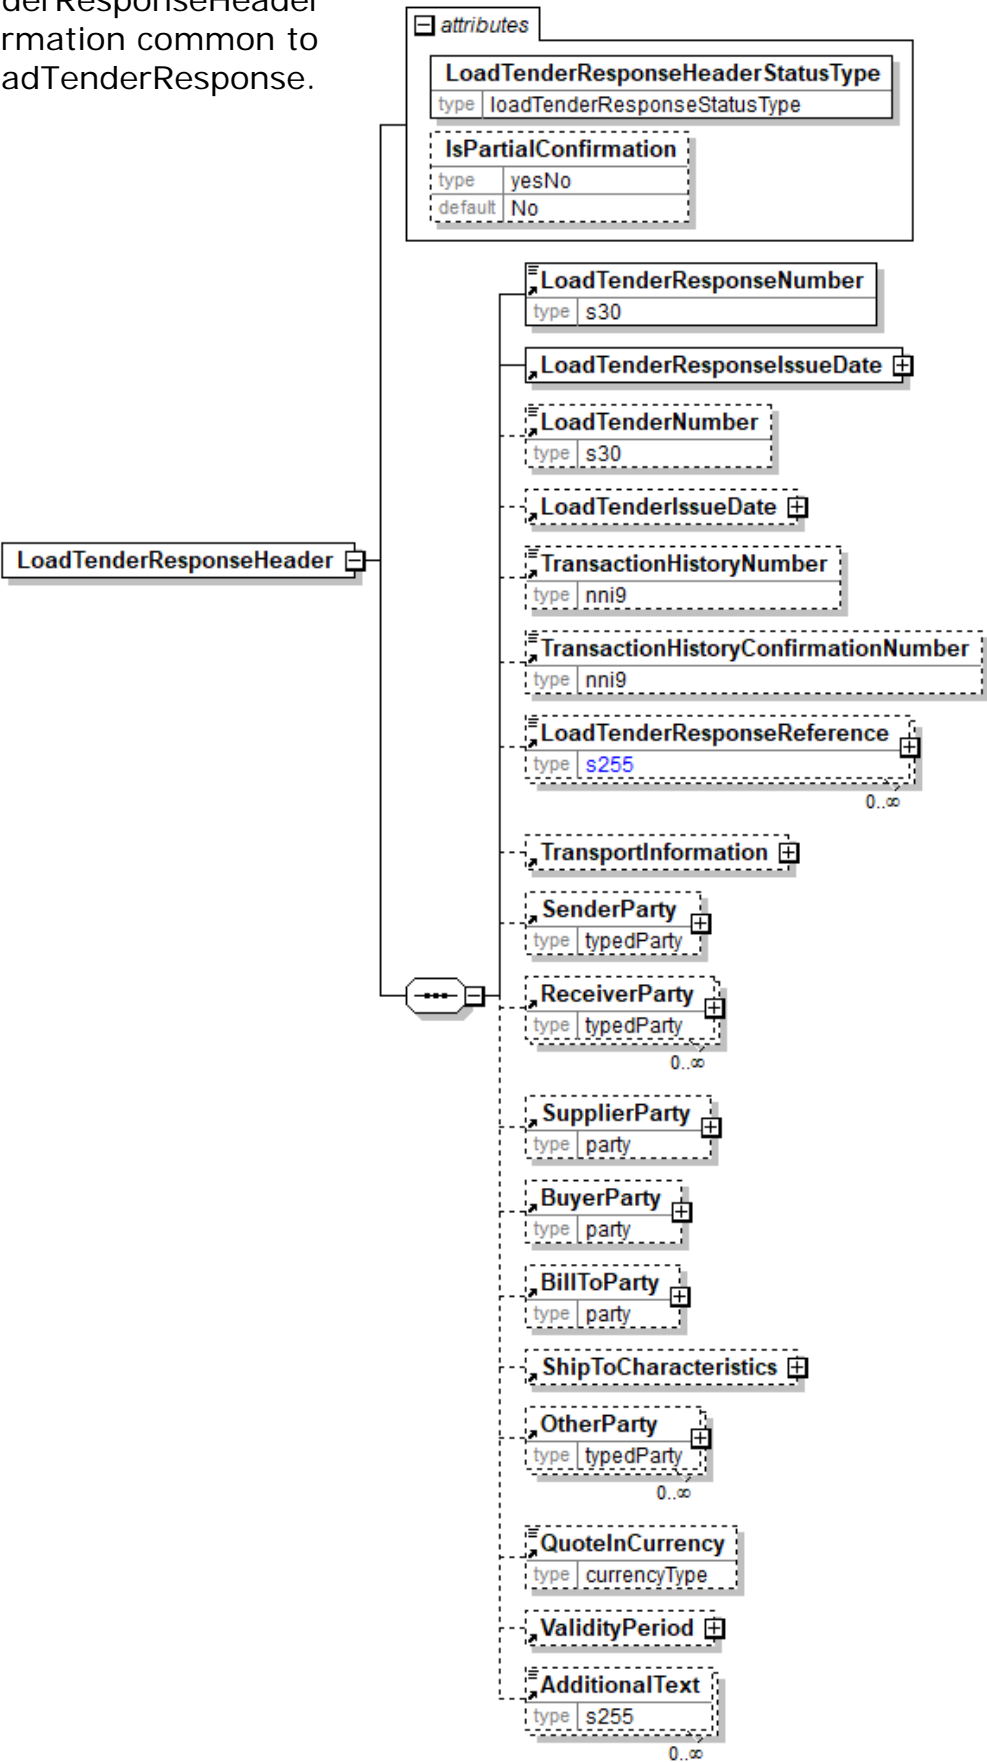 derResponseHeader
rmation common to
adTenderResponse.
attributes
LoadTenderResponseHeaderStatusType
type loadTenderResponseStatusType
IsPartialConfirmation
type yesNo
default No
LoadTenderResponseNumber
type s30
LoadTenderResponseIssueDate
LoadTenderNumber
type s30
LoadTenderIssueDate
LoadTenderResponseHeader
TransactionHistoryNumber
type nni9
TransactionHistoryConfirmationNumber
type nni9
LoadTenderResponseReference
type s255
0..∞
TransportInformation
SenderParty
type typedParty
ReceiverParty
type typedParty
0..∞
SupplierParty
type party
BuyerParty
type party
BillToParty
type party
ShipToCharacteristics
OtherParty
type typedParty
0..∞
QuoteInCurrency
type currencyType
ValidityPeriod
AdditionalText
type s255
0..∞